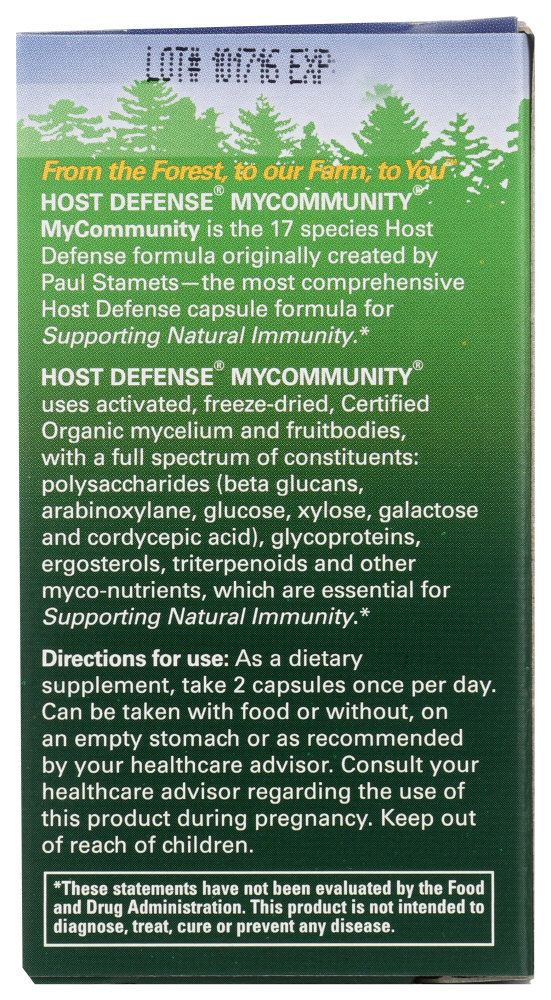 LOT# 101716 EXP
From the Forest, to our Farm, to You™
HOST DEFENSE® MYCOMMUNITY®
MyCommunity is the 17 species Host
Defense formula originally created by
Paul Stamets—the most comprehensive
Host Defense capsule formula for
Supporting Natural Immunity.*
HOST DEFENSE® MYCOMMUNITY®
uses activated, freeze-dried, Certified
Organic mycelium and fruitbodies,
with a full spectrum of constituents:
polysaccharides (beta glucans,
arabinoxylane, glucose, xylose, galactose
and cordycepic acid), glycoproteins,
ergosterols, triterpenoids and other
myco-nutrients, which are essential for
Supporting Natural Immunity.*
Directions for use: As a dietary
supplement, take 2 capsules once per day.
Can be taken with food or without, on
an empty stomach or as recommended
by your healthcare advisor. Consult your
healthcare advisor regarding the use of
this product during pregnancy. Keep out
of reach of children.
*These statements have not been evaluated by the Food
and Drug Administration. This product is not intended to
diagnose, treat, cure or prevent any disease.